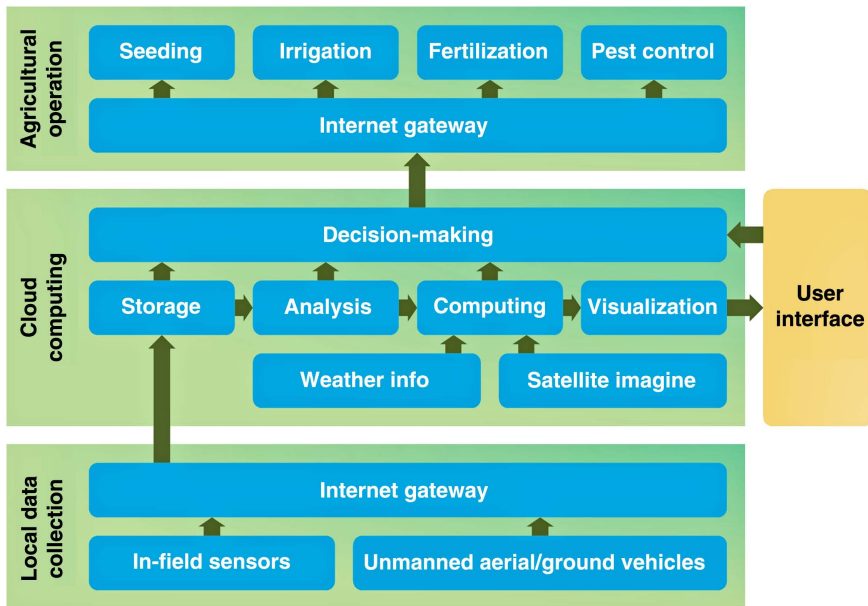 Agricultural
operation
Seeding
Irrigation
Fertilization
Pest control
Internet gateway
Cloud
computing
Decision-making
Storage
Analysis
Computing
Visualization
Weather info
Satellite imagine
User
interface
Local data
collection
Internet gateway
In-field sensors
Unmanned aerial/ground vehicles